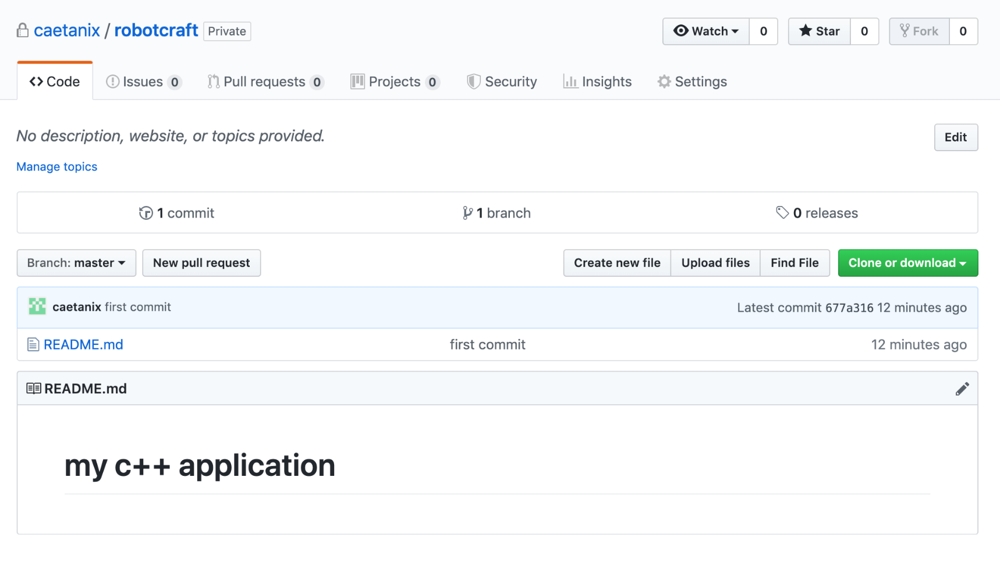 caetanix / robotcraft Private
Watch 0 Star 0 Fork 0
Code Issues 0 Pull requests 0 Projects 0 Security Insights Settings
No description, website, or topics provided.
Edit
Manage topics
1 commit 1 branch 0 releases
Branch: master New pull request Create new file Upload files Find File Clone or download
caetanix first commit Latest commit 677a316 12 minutes ago
README.md first commit 12 minutes ago
README.md
my c++ application